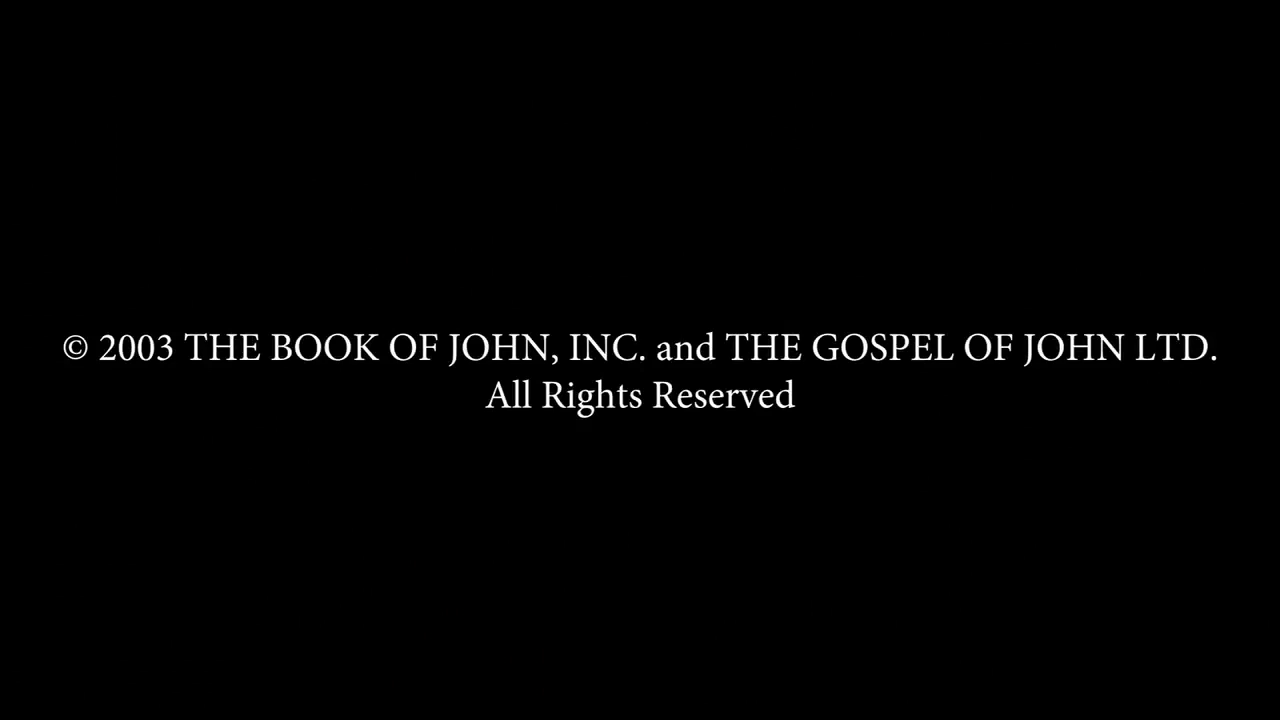 © 2003 THE BOOK OF JOHN, INC. and THE GOSPEL OF JOHN LTD.
All Rights Reserved